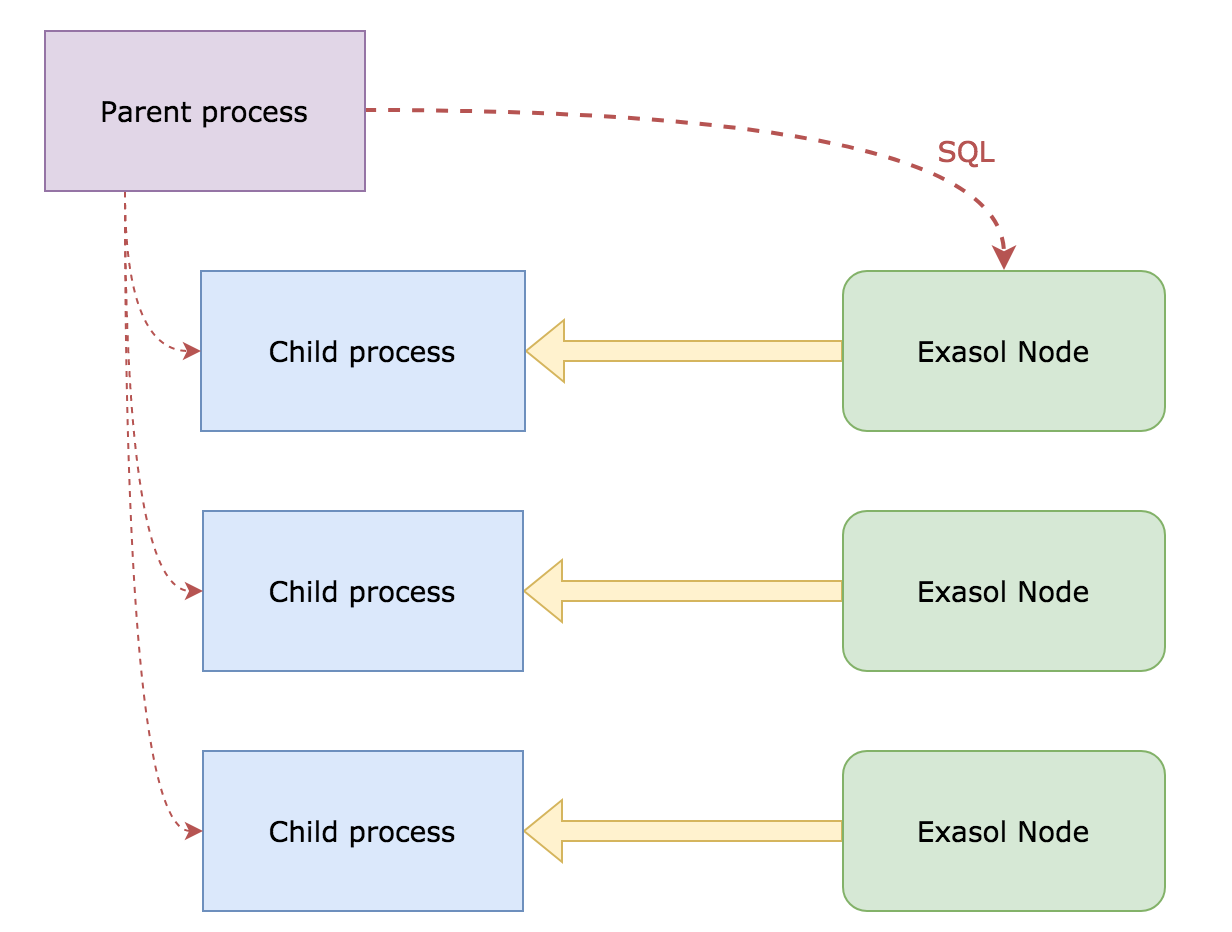 Parent process
SQL
Child process
Exasol Node
Child process
Exasol Node
Child process
Exasol Node